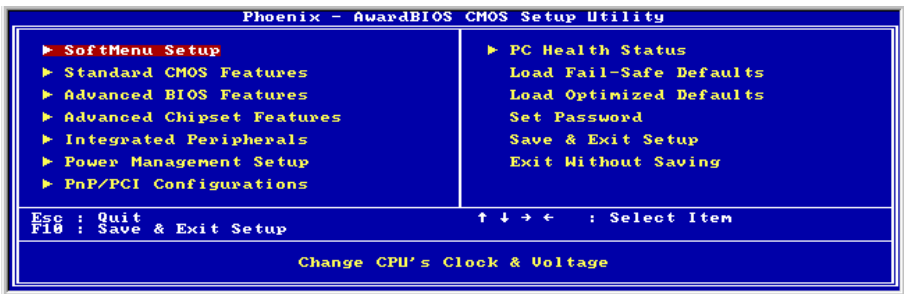 Phoenix - AwardBIOS CMOS Setup Utility
► SoftMenu Setup
► Standard CMOS Features
► Advanced BIOS Features
► Advanced Chipset Features
► Integrated Peripherals
► Power Management Setup
► PnP/PCI Configurations
► PC Health Status
Load Fail-Safe Defaults
Load Optimized Defaults
Set Password
Save & Exit Setup
Exit Without Saving
Esc : Quit
F10 : Save & Exit Setup
↑ ↓ → ← : Select Item
Change CPU's Clock & Voltage